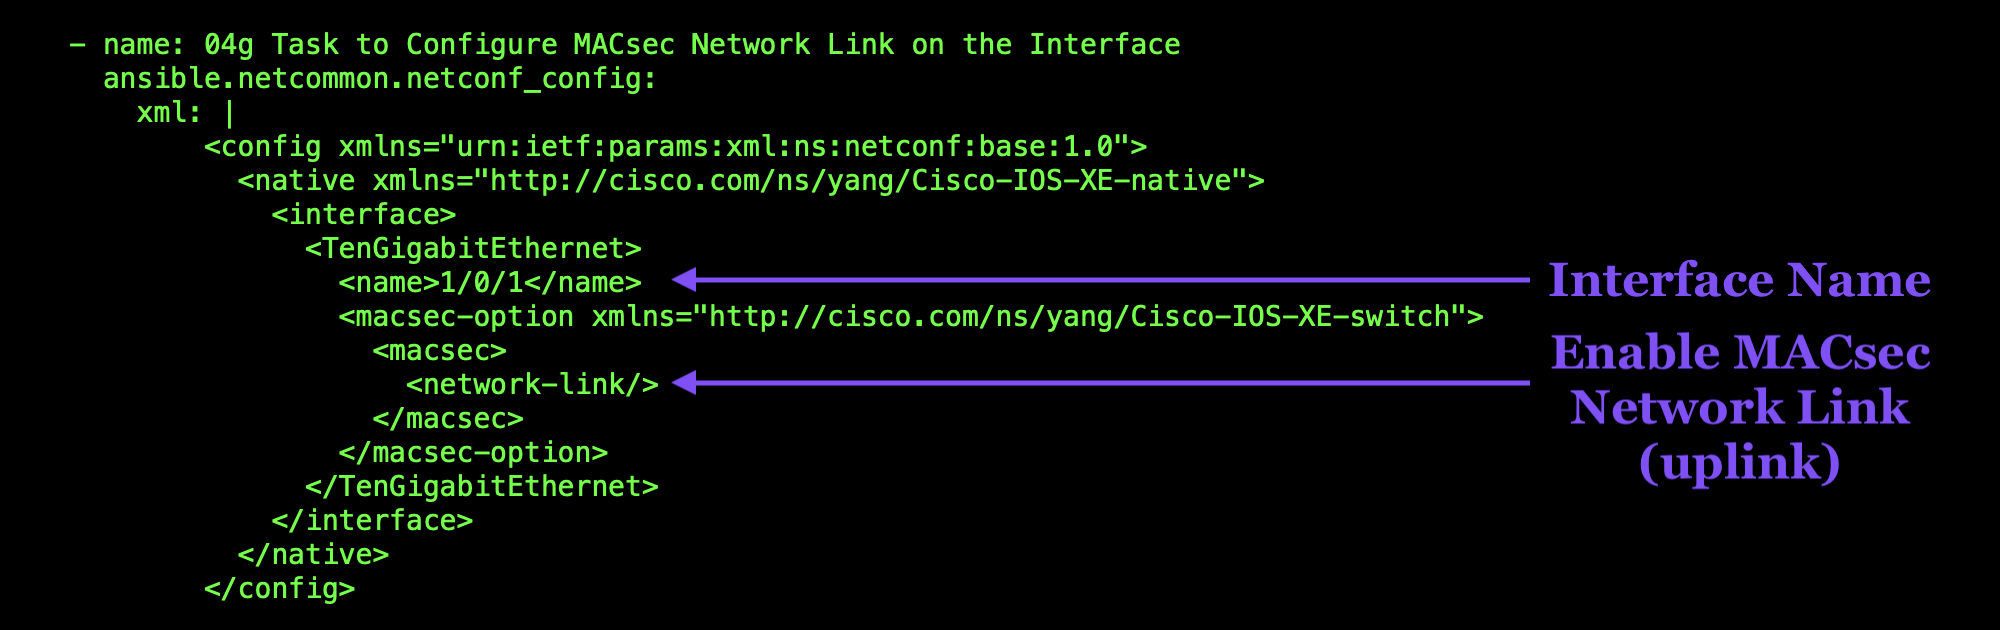 - name: 04g Task to Configure MACsec Network Link on the Interface
ansible.netcommon.netconf_config:
xml: |
<config xmlns="urn:ietf:params:xml:ns:netconf:base:1.0">
<native xmlns="http://cisco.com/ns/yang/Cisco-IOS-XE-native">
<interface>
<TenGigabitEthernet>
<name>1/0/1</name>
<macsec-option xmlns="http://cisco.com/ns/yang/Cisco-IOS-XE-switch">
<macsec>
<network-link/>
</macsec>
</macsec-option>
</TenGigabitEthernet>
</interface>
</native>
</config>
Interface Name
Enable MACsec
Network Link
(uplink)